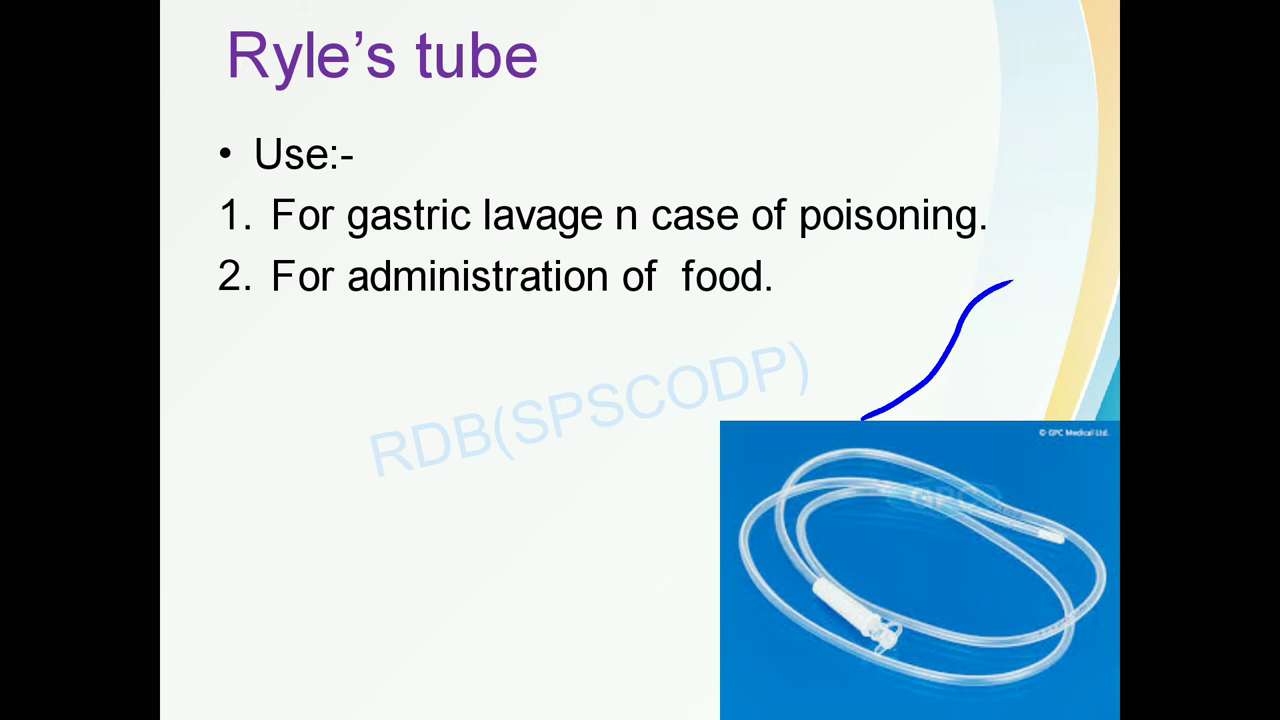 Ryle’s tube
• Use:-
1. For gastric lavage n case of poisoning.
2. For administration of food.
RDB(SPSCODP)
© GPC Medical Ltd.
GPC